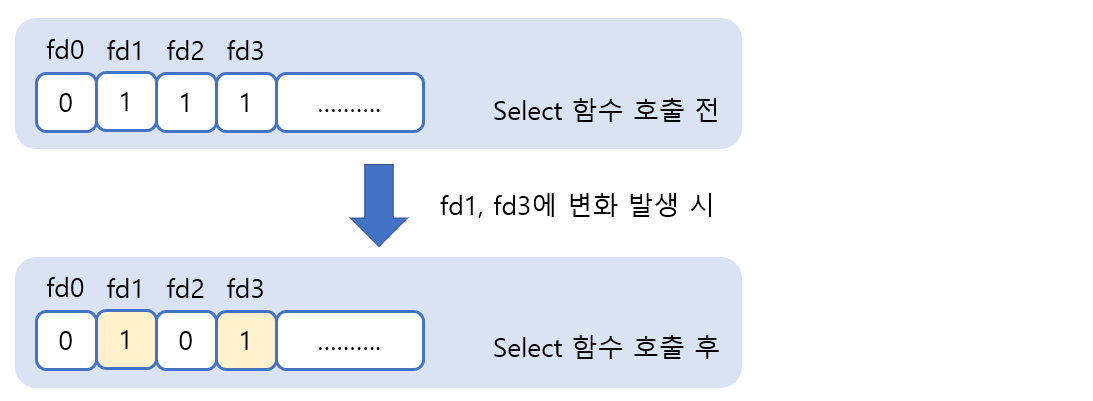 fd0 fd1 fd2 fd3
0 1 1 1 ..........
Select 함수 호출 전
fd1, fd3에 변화 발생 시
fd0 fd1 fd2 fd3
0 1 0 1 ..........
Select 함수 호출 후